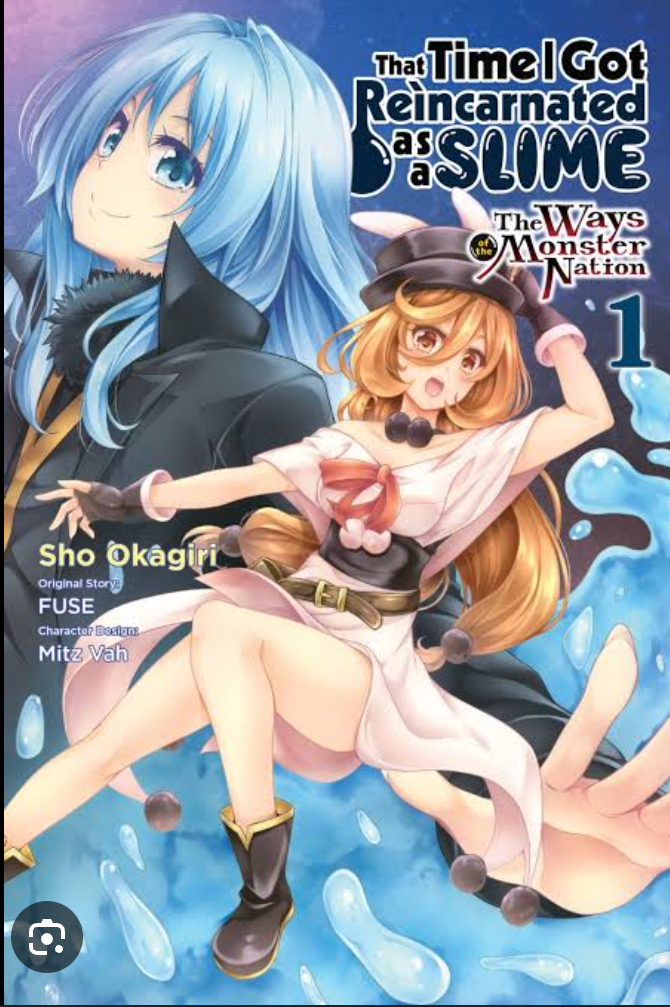 That Time I Got
Reincarnated
as
a SLIME
The Ways
of the Monster
Nation
1
Sho Okagiri
Original Story:
FUSE
Character Design:
Mitz Vah